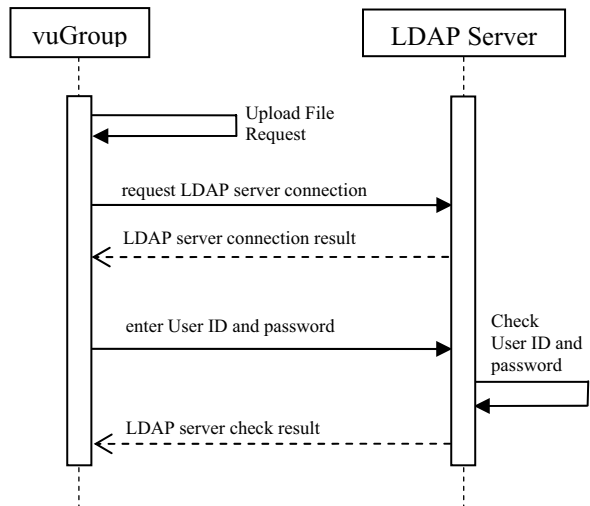 vuGroup
LDAP Server
Upload File
Request
request LDAP server connection
LDAP server connection result
enter User ID and password
Check
User ID and
password
LDAP server check result